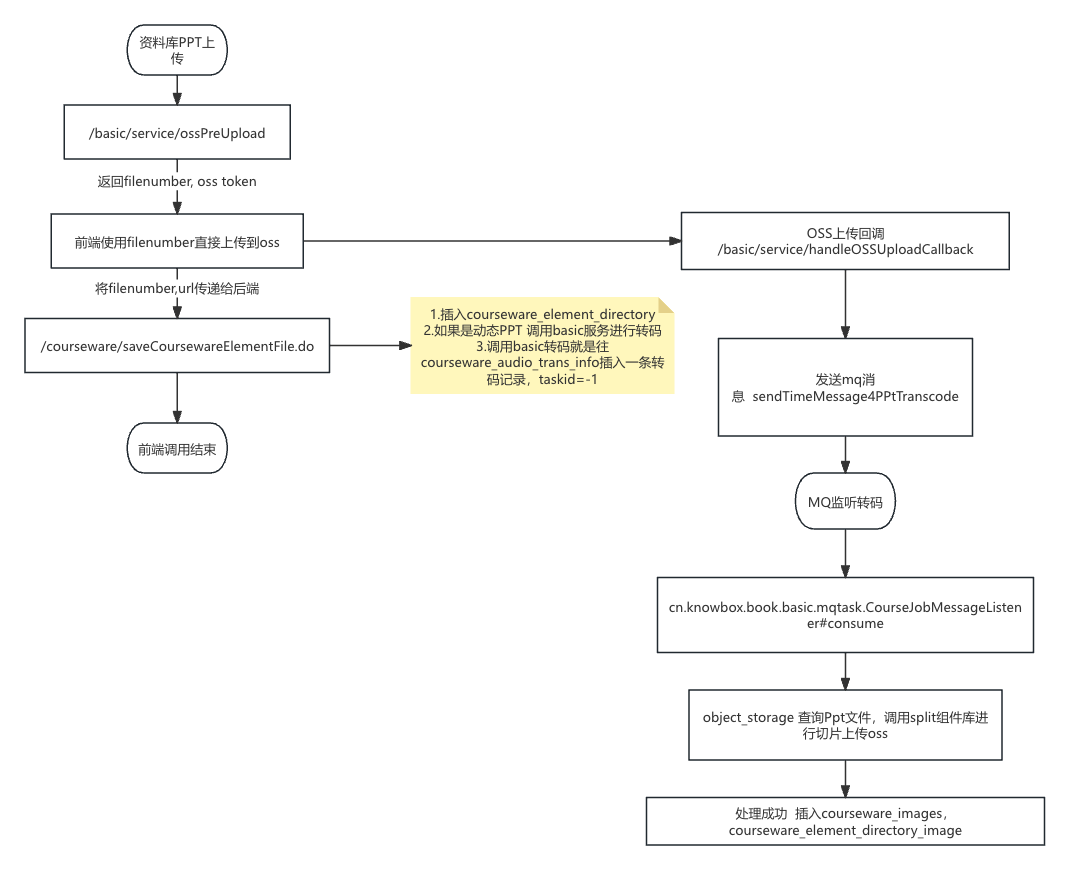 资料库PPT上
传
/basic/service/ossPreUpload
返回filenumber, oss token
前端使用filenumber直接上传到oss
将filenumber,url传递给后端
/courseware/saveCoursewareElementFile.do
前端调用结束
1.插入courseware_element_directory
2.如果是动态PPT 调用basic服务进行转码
3.调用basic转码就是往
courseware_audio_trans_info插入一条转
码记录，taskid=-1
OSS上传回调
/basic/service/handleOSSUploadCallback
发送mq消
息  sendTimeMessage4PPtTranscode
MQ监听转码
cn.knowbox.book.basic.mqtask.CourseJobMessageListen
er#consume
object_storage 查询Ppt文件，调用split组件库进
行切片上传oss
处理成功  插入courseware_images，
courseware_element_directory_image